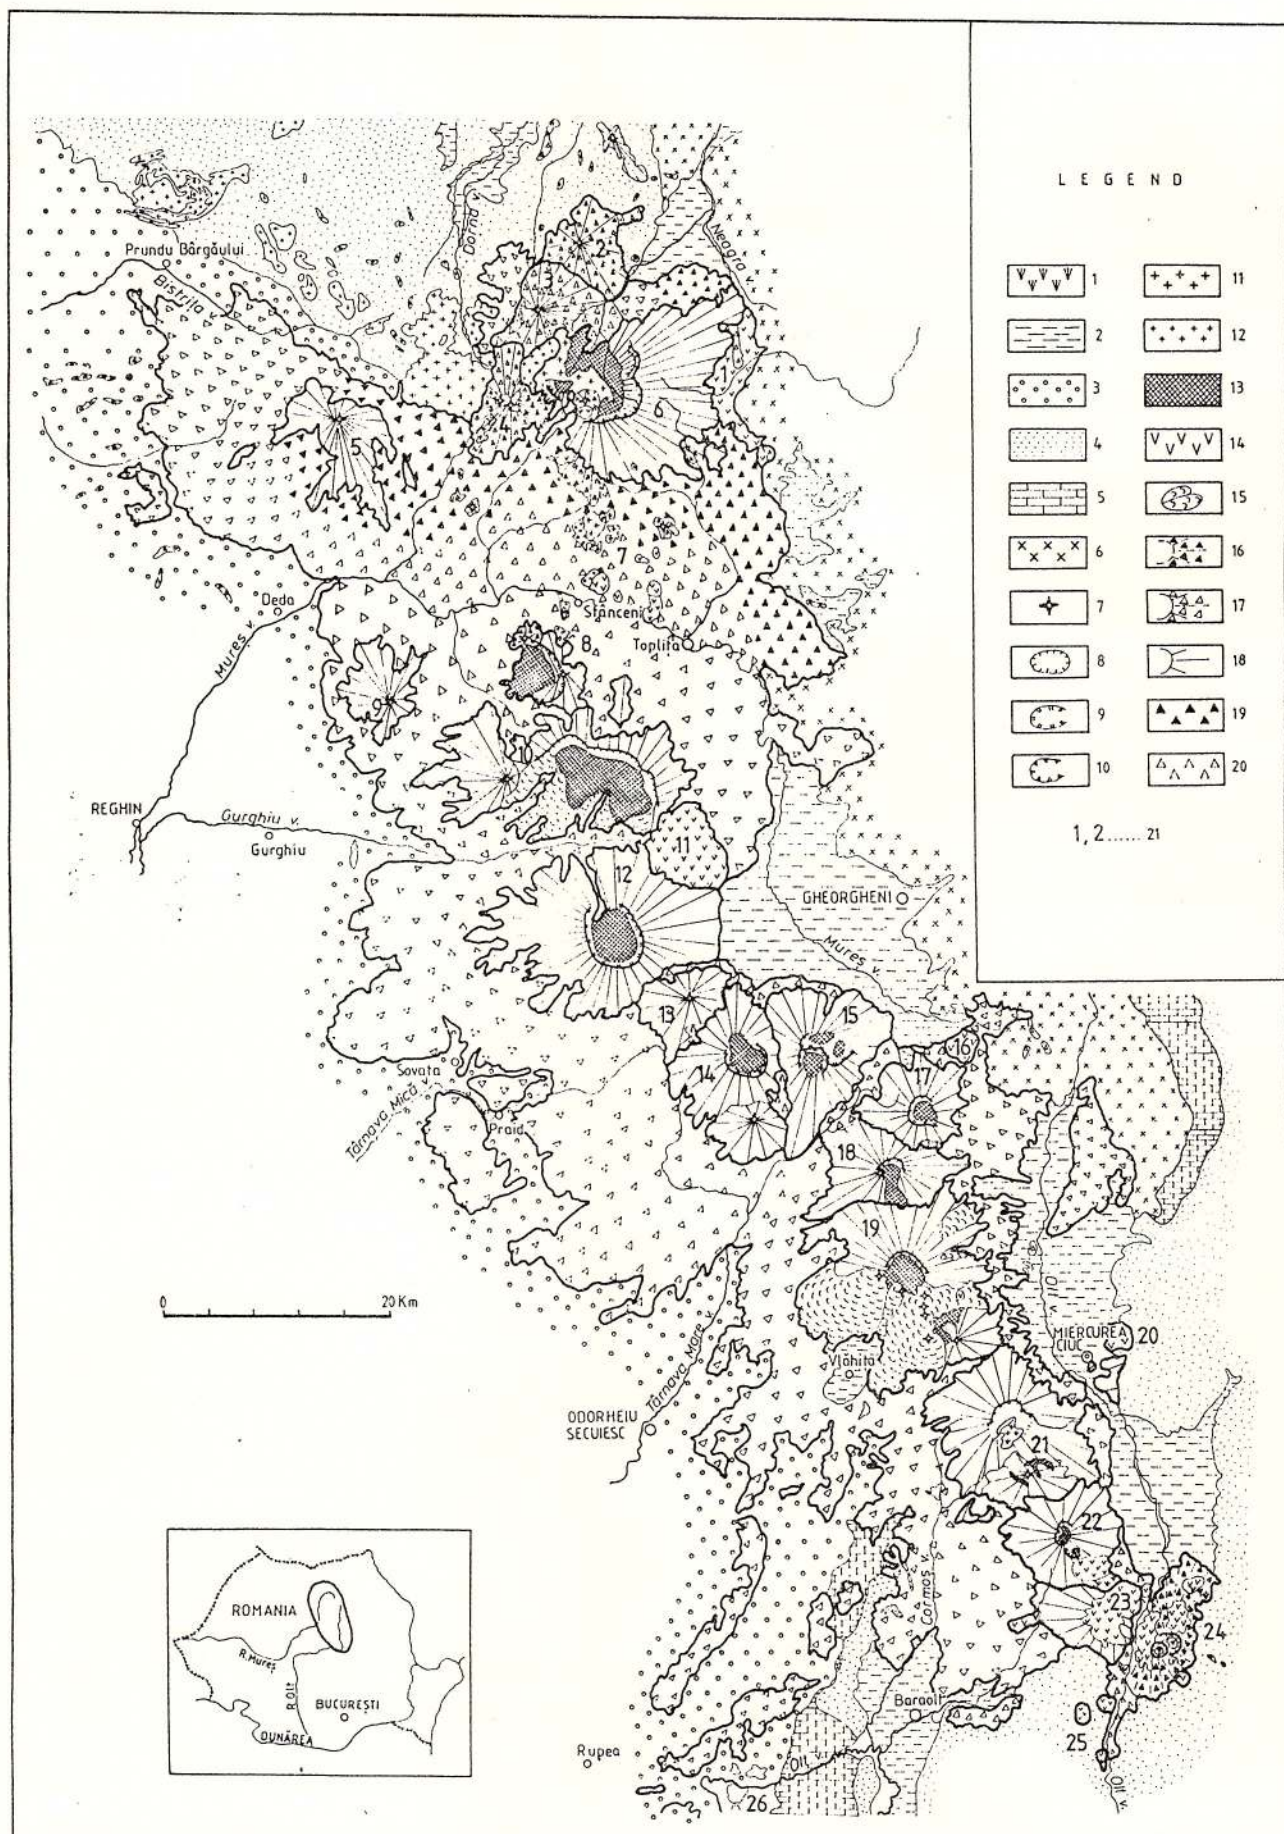 LEGEND
1
2
3
4
5
6
7
8
9
10
11
12
13
14
15
16
17
18
19
20
1, 2...... 21
Prundu Bârgăului
Bistrița v.
Dorna v.
Neagra v.
2
3
4
5
6
7
Deda
Mureș v.
Stânceni
Toplița
8
9
10
REGHIN
Gurghiu v.
Gurghiu
11
12
GHEORGHENI
Mureș v.
13
14
15
16
17
Sovata
Târnava Mică v.
Praid
18
19
0
20 Km
Olt v.
MIERCUREA
CIUC
20
Vlăhița
Târnava Mare v.
ODORHEIU
SECUIESC
21
22
23
24
Cormoș v.
Baraolt
25
Rupea
Olt
26
Olt v.
ROMANIA
R. Mureș
R. Olt
BUCUREȘTI
DUNĂREA